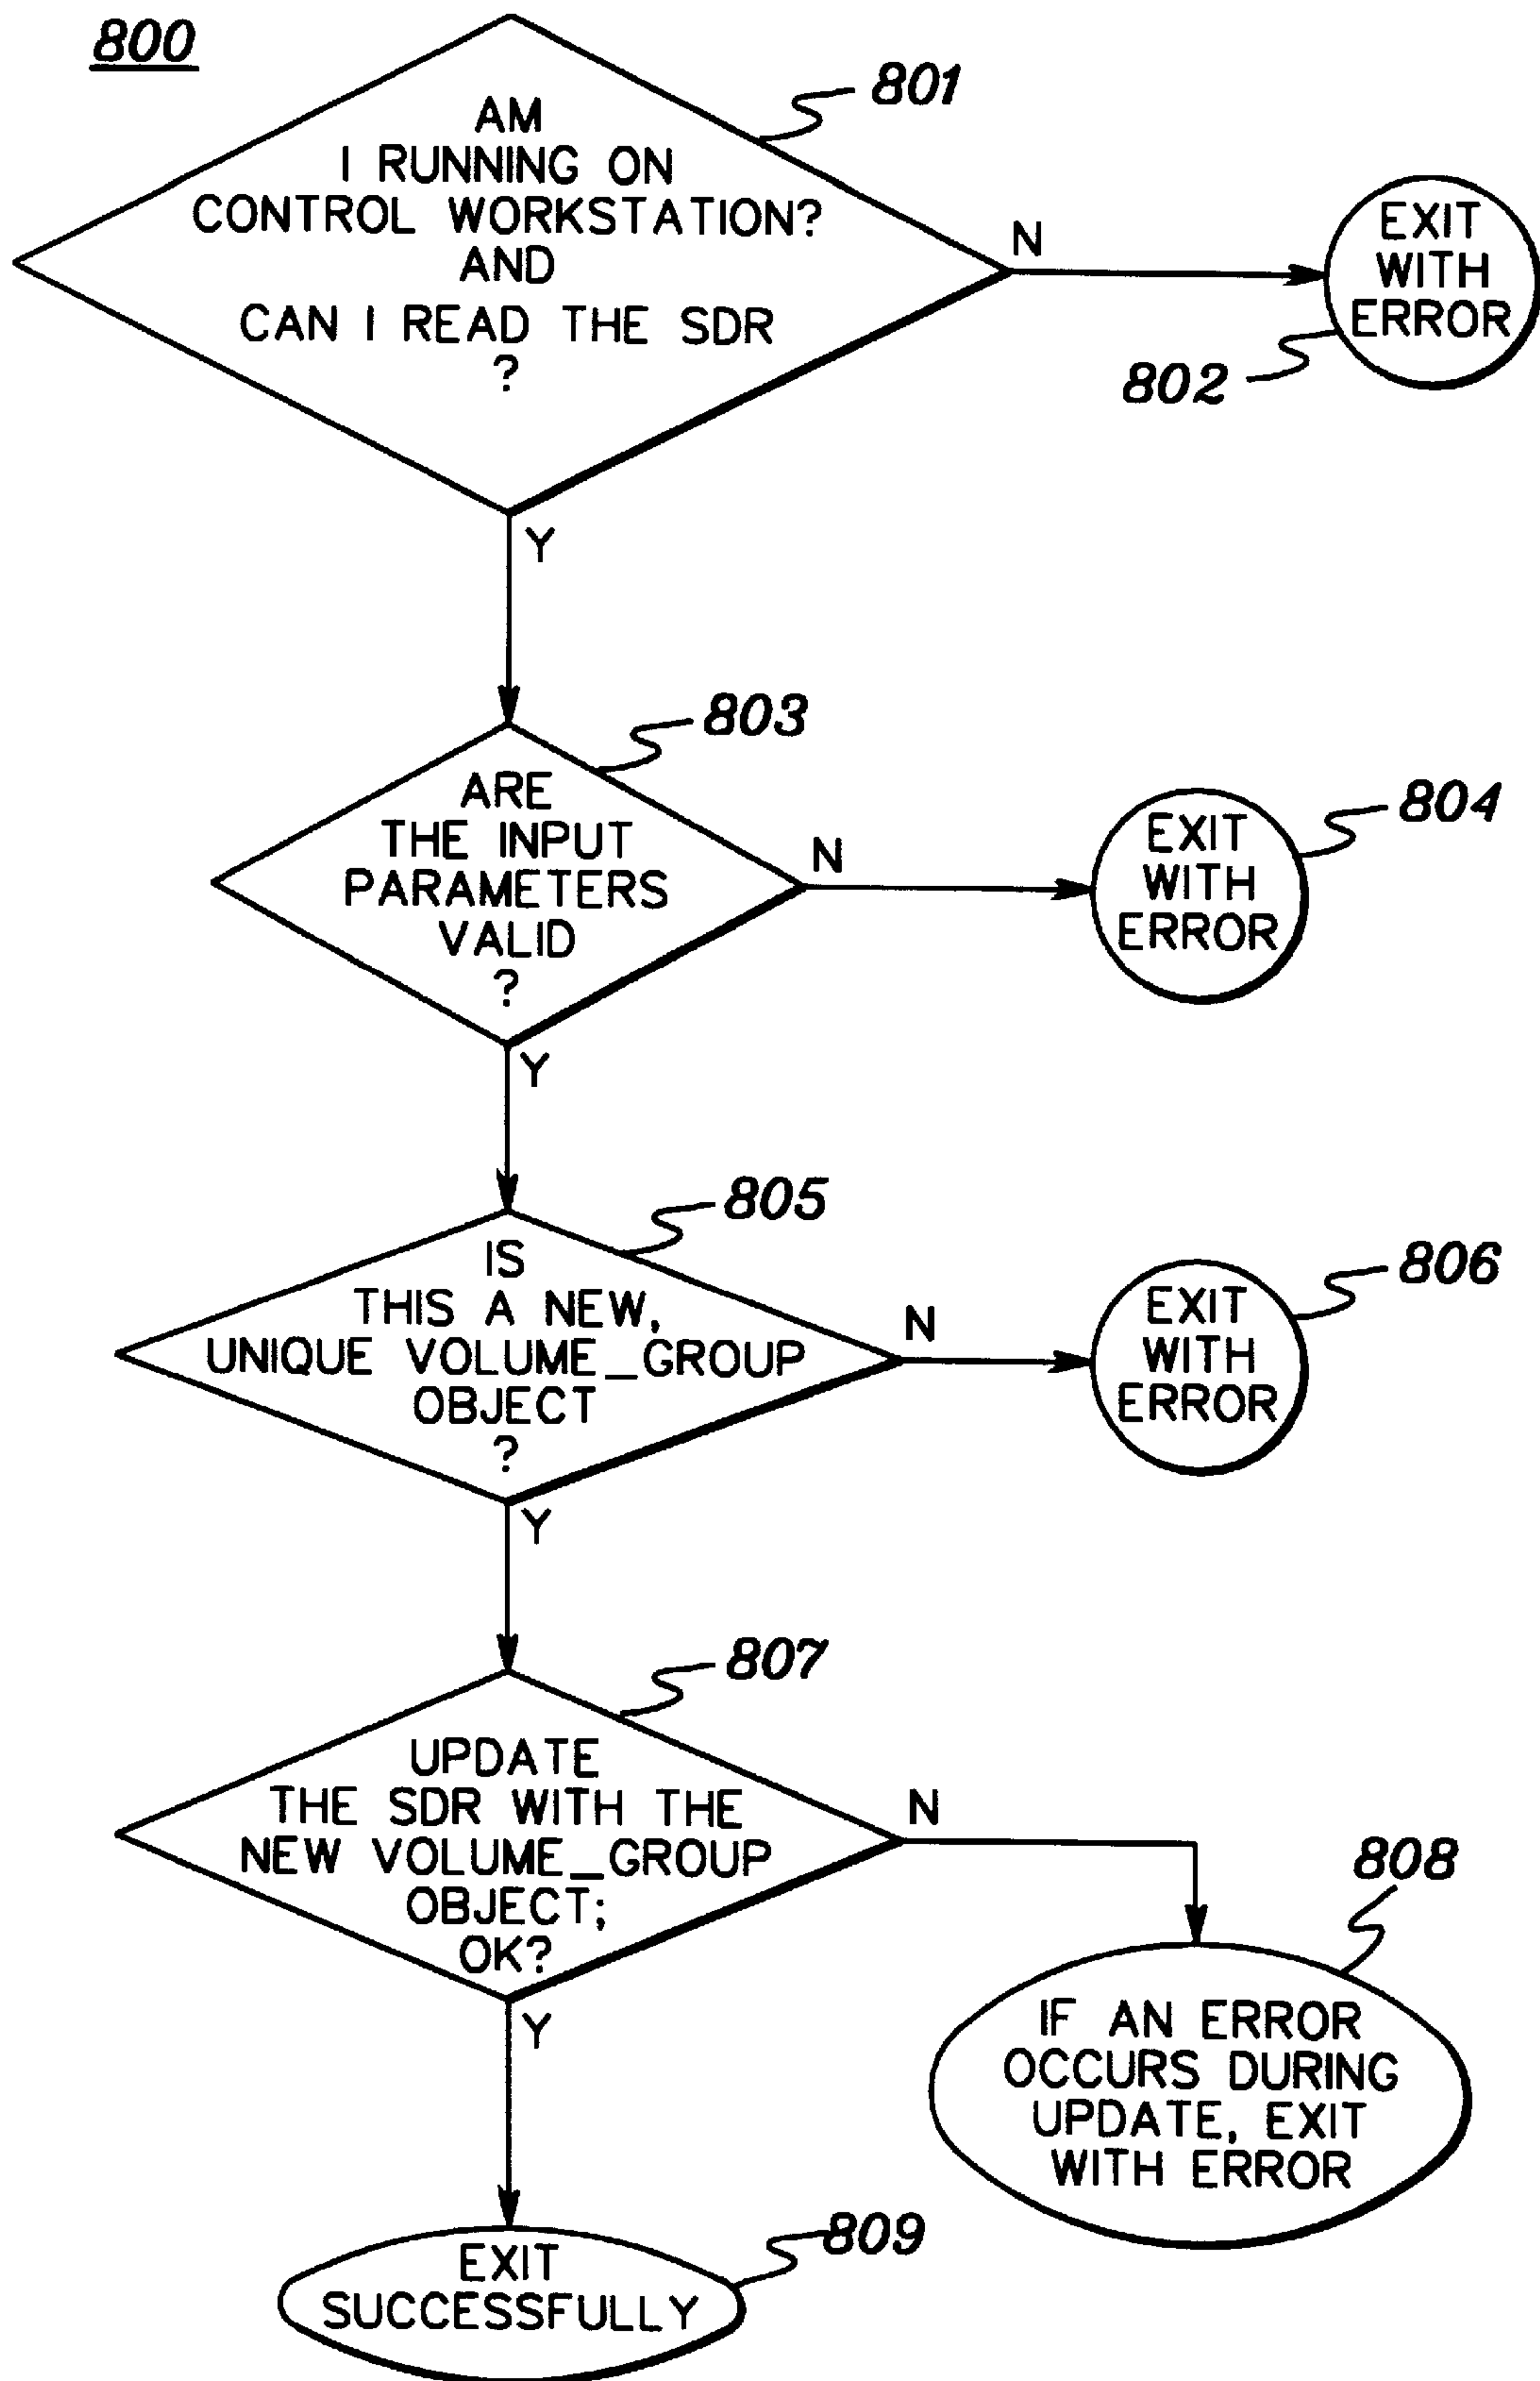 800
801
AM
I RUNNING ON
CONTROL WORKSTATION?
AND
CAN I READ THE SDR
?
N
EXIT
WITH
ERROR
802
Y
803
ARE
THE INPUT
PARAMETERS
VALID
?
N
804
EXIT
WITH
ERROR
Y
805
IS
THIS A NEW,
UNIQUE VOLUME_GROUP
OBJECT
?
N
806
EXIT
WITH
ERROR
Y
807
UPDATE
THE SDR WITH THE
NEW VOLUME_GROUP
OBJECT;
OK?
N
808
IF AN ERROR
OCCURS DURING
UPDATE, EXIT
WITH ERROR
Y
809
EXIT
SUCCESSFULLY